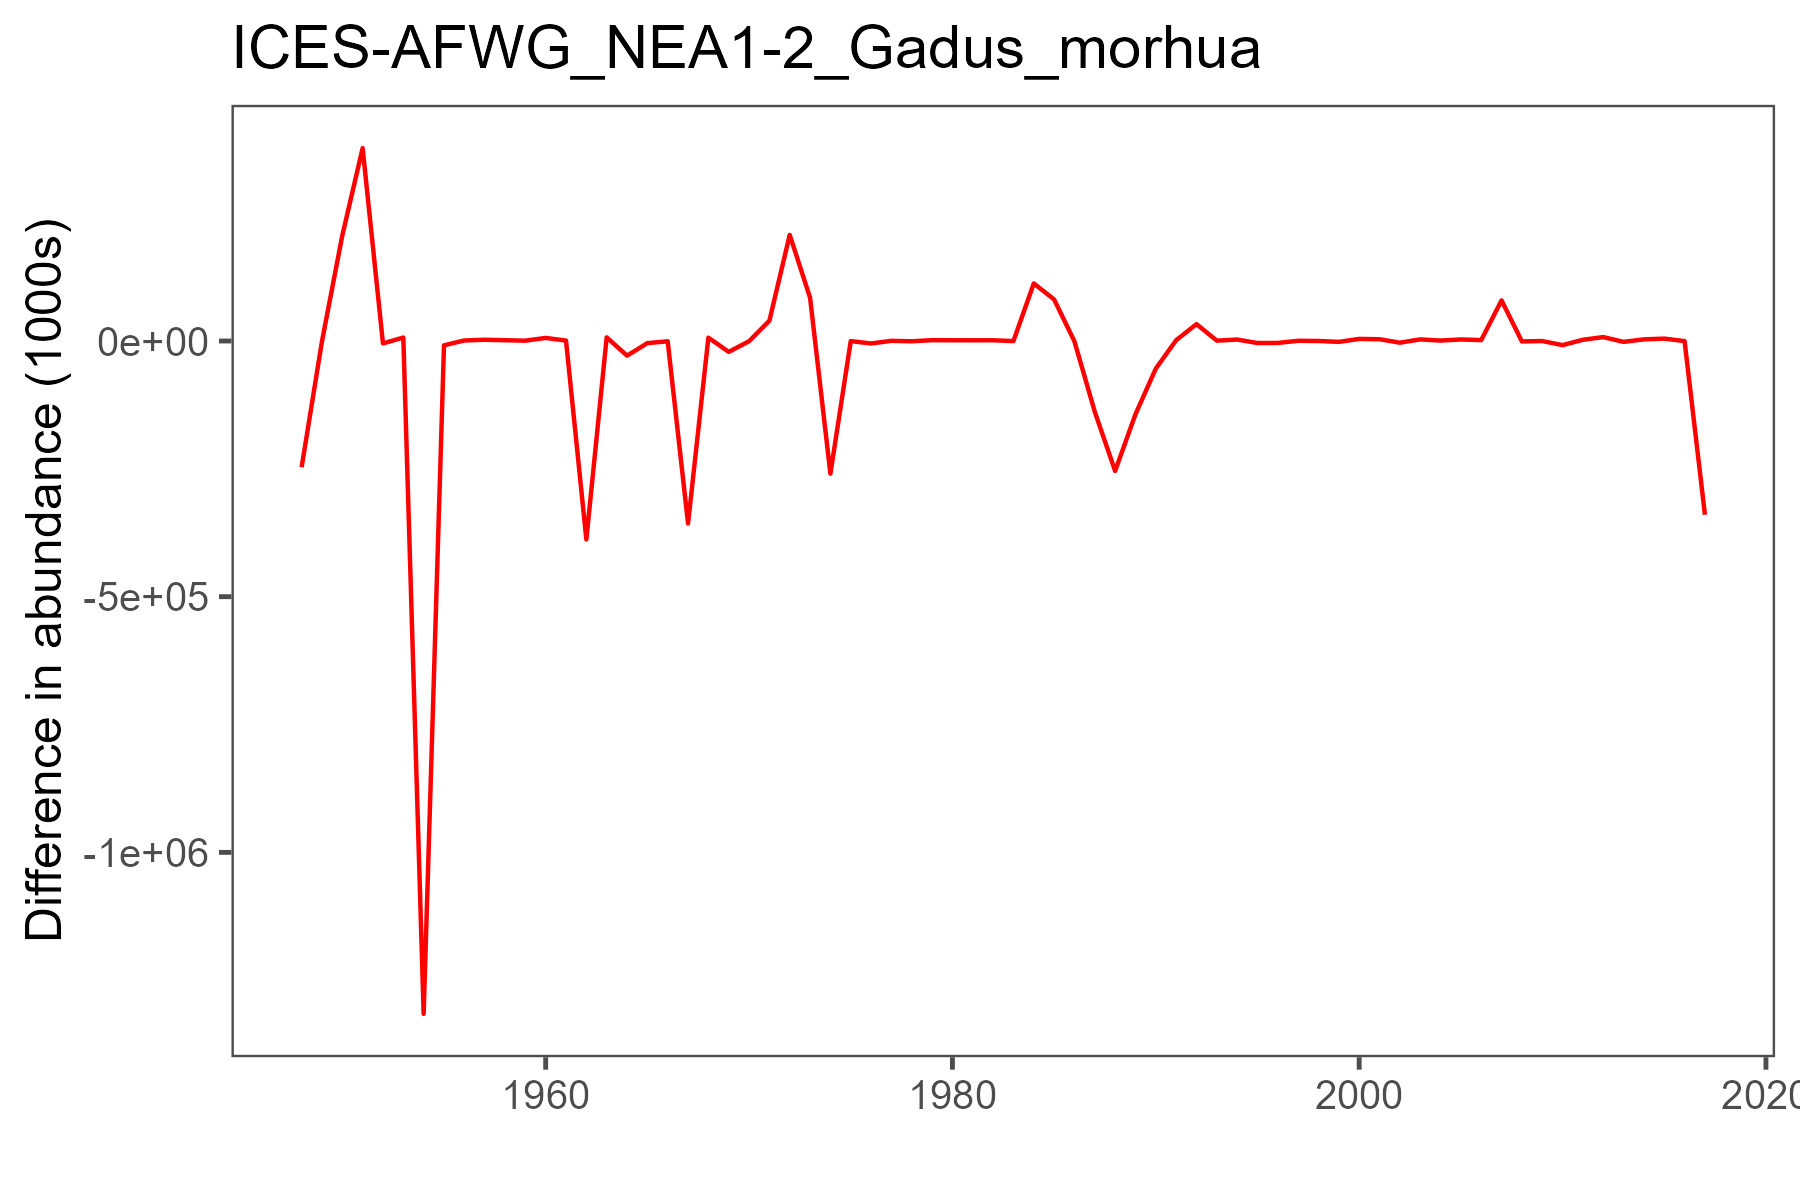 ICES-AFWG_NEA1-2_Gadus_morhua
Difference in abundance (1000s)
0e+00
-5e+05
-1e+06
1960
1980
2000
2020